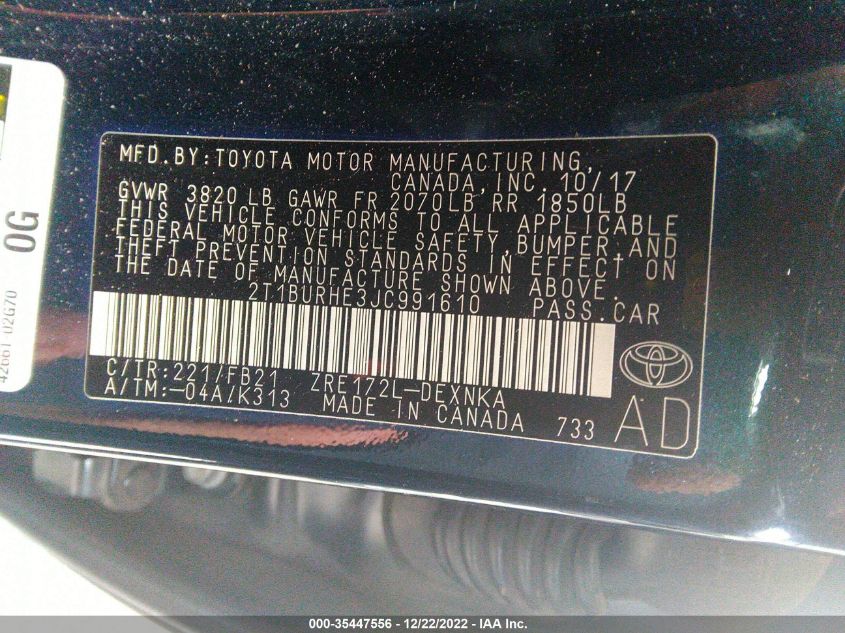 MFD.BY:TOYOTA MOTOR MANUFACTURING,
CANADA,INC. 10/17
GVWR 3820 LB GAWR FR 2070LB RR 1850LB
THIS VEHICLE CONFORMS TO ALL APPLICABLE
FEDERAL MOTOR VEHICLE SAFETY,BUMPER,AND
THEFT PREVENTION STANDARDS IN EFFECT ON
THE DATE OF MANUFACTURE SHOWN ABOVE.
2T1BURHE3JC991610 PASS.CAR
C/TR:221/FB21 ZRE172L-DEXNKA
A/TM:-04A/K313 MADE IN CANADA 733
AD
0G
42661 02G70
000-35447556 - 12/22/2022 - IAA Inc.